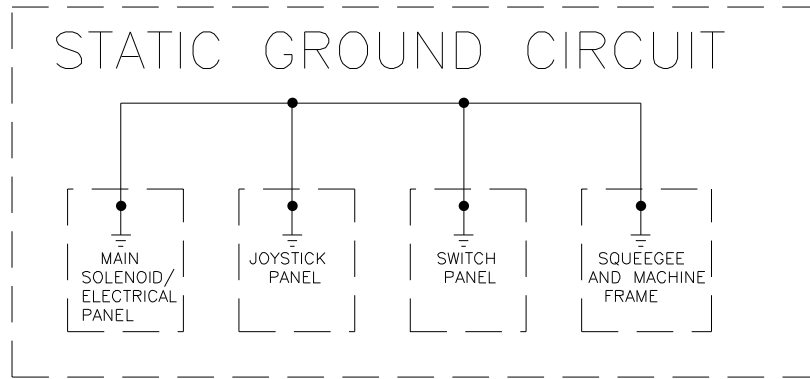 STATIC GROUND CIRCUIT
MAIN
SOLENOID/
ELECTRICAL
PANEL
JOYSTICK
PANEL
SWITCH
PANEL
SQUEEGEE
AND MACHINE
FRAME